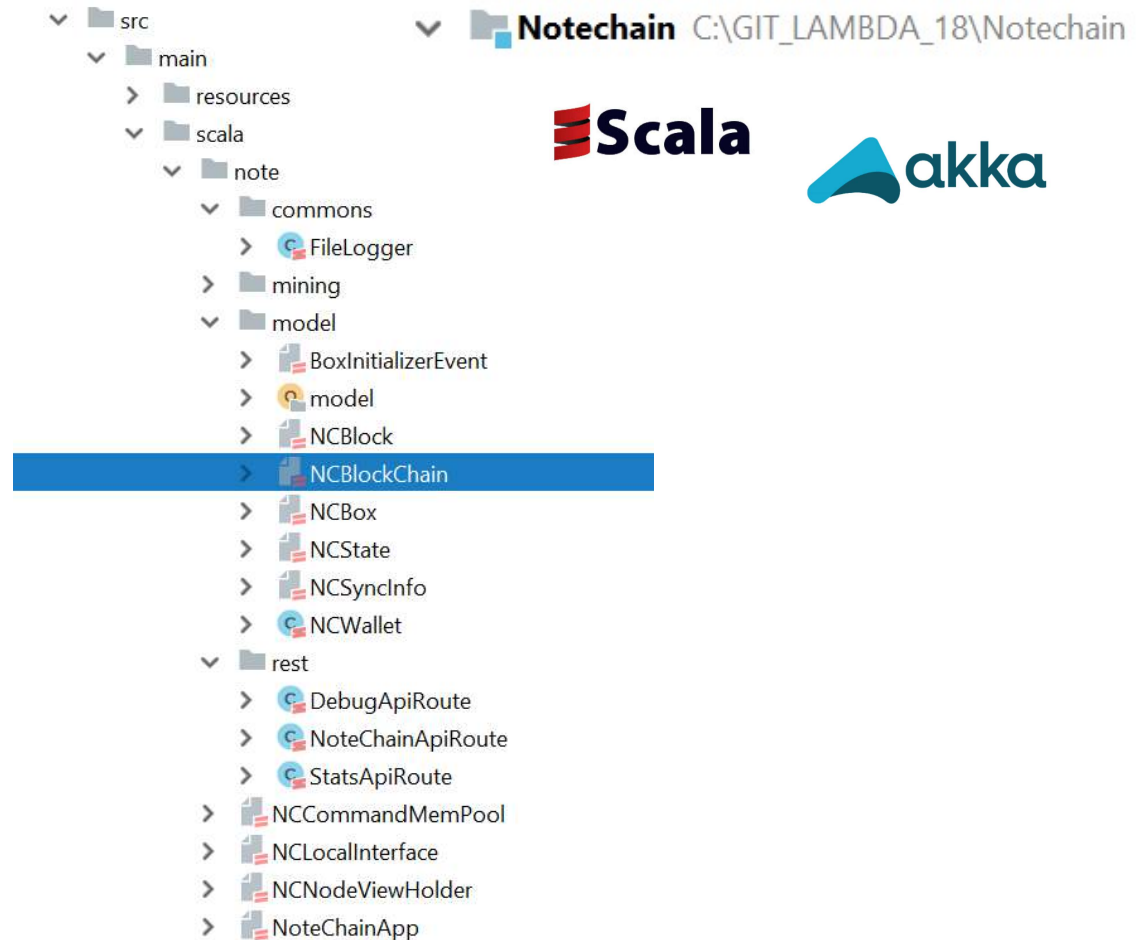 src
Notechain C:\GIT_LAMBDA_18\Notechain
main
resources
Scala
scala
akka
note
commons
FileLogger
mining
model
BoxInitializerEvent
model
NCBlock
NCBlockChain
NCBox
NCState
NCSyncInfo
NCWallet
rest
DebugApiRoute
NoteChainApiRoute
StatsApiRoute
NCCommandMemPool
NCLocalInterface
NCNodeViewHolder
NoteChainApp